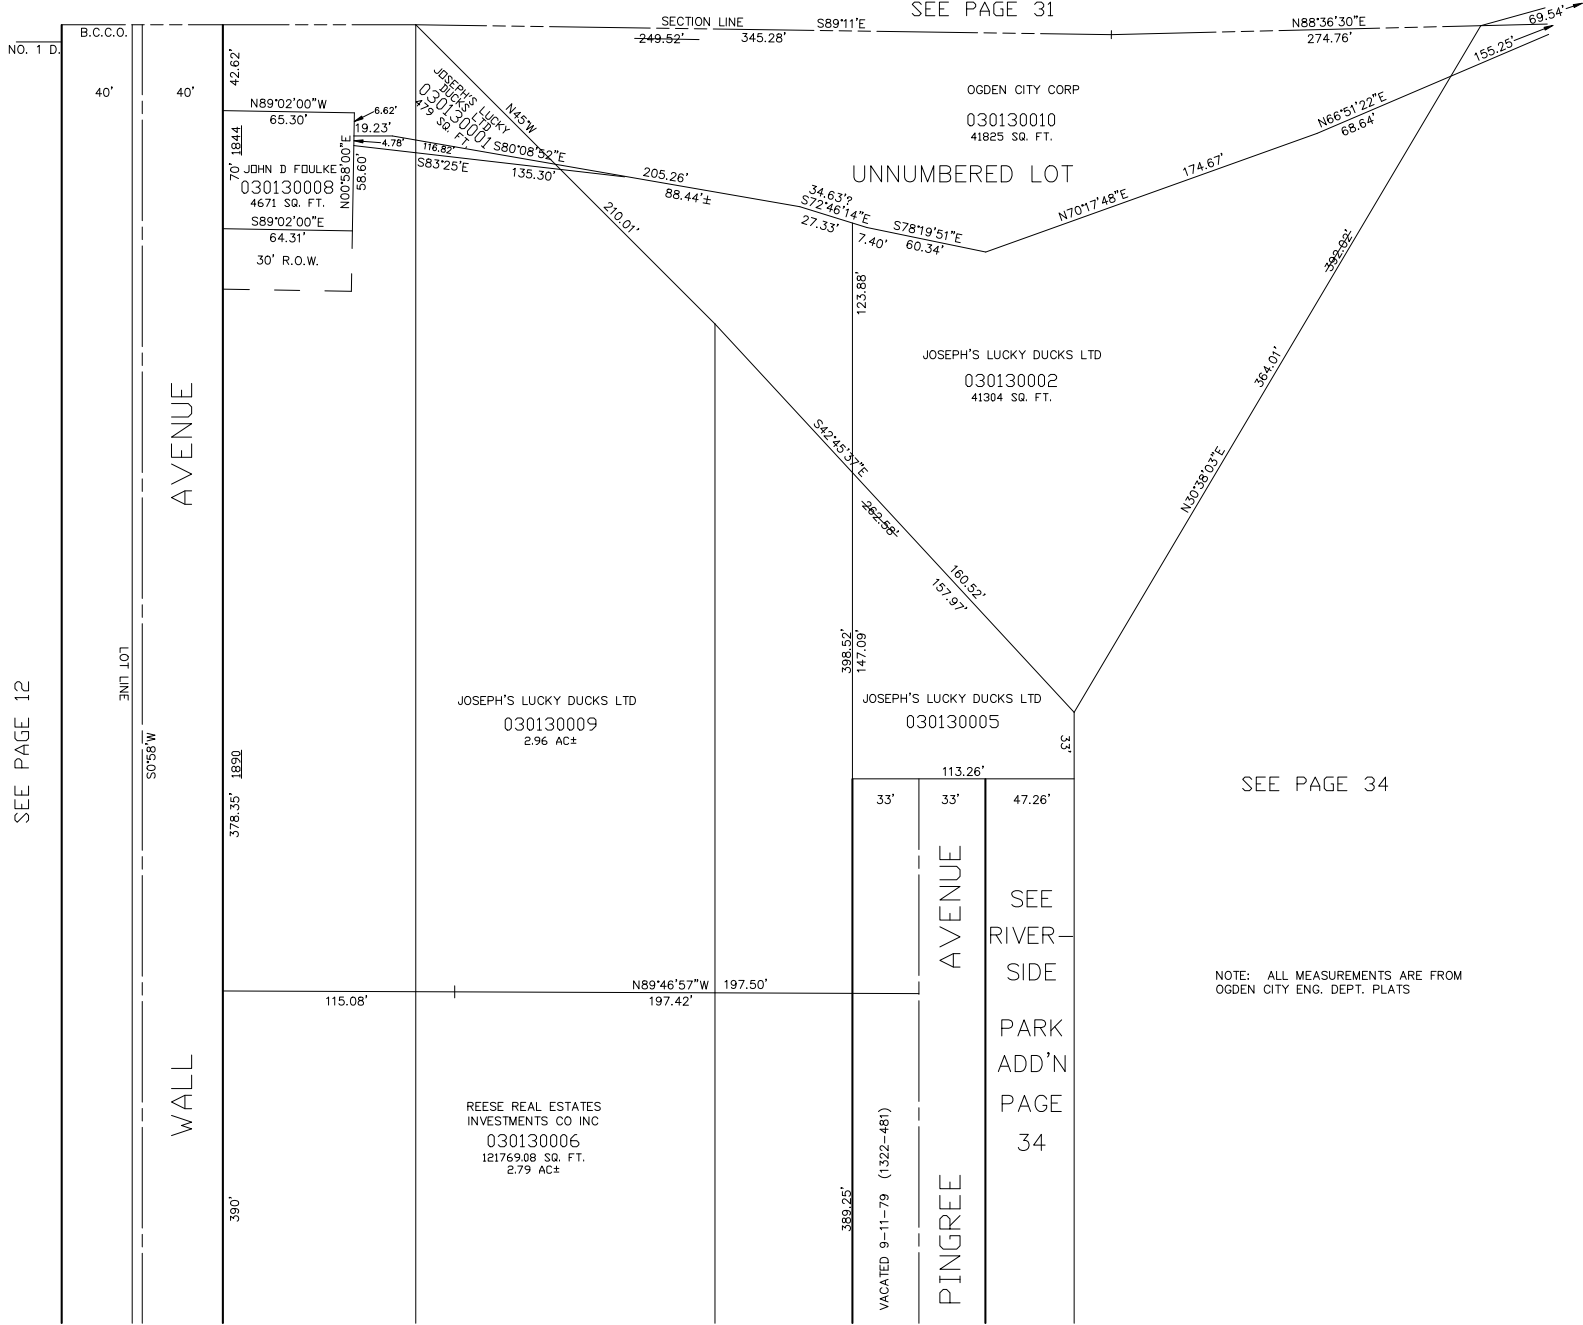 SEE PAGE 31
B.C.C.O.
NO. 1 D.
SECTION LINE
S89°11'E
249.52'
345.28'
N88°36'30"E
274.76'
69.54'
155.25'
40'
40'
42.62'
N89°02'00"W
65.30'
6.62'
19.23'
4.78'
116.82'
S83°25'E
135.30'
S80°08'52"E
1844
70'
JOHN D FOULKE
030130008
4671 SQ. FT.
N00°58'00"E
58.60'
S89°02'00"E
64.31'
30' R.O.W.
JOSEPH'S LUCKY
DUCKS LTD
030130001
479 SQ. FT.
N45°W
210.01'
205.26'
88.44'±
34.63'?
S72°46'14"E
27.33'
7.40'
S78°19'51"E
60.34'
OGDEN CITY CORP
030130010
41825 SQ. FT.
UNNUMBERED LOT
N70°17'48"E
174.67'
N66°51'22"E
68.64'
392.02'
364.01'
N30°38'03"E
123.88'
JOSEPH'S LUCKY DUCKS LTD
030130002
41304 SQ. FT.
S42°45'37"E
262.58'
160.52'
157.97'
398.52'
147.09'
SEE PAGE 12
LOT LINE
S0°58'W
WALL AVENUE
1890
378.35'
JOSEPH'S LUCKY DUCKS LTD
030130009
2.96 AC±
JOSEPH'S LUCKY DUCKS LTD
030130005
33'
113.26'
33'
33'
47.26'
SEE PAGE 34
PINGREE AVENUE
SEE
RIVER-
SIDE
PARK
ADD'N
PAGE
34
NOTE: ALL MEASUREMENTS ARE FROM
OGDEN CITY ENG. DEPT. PLATS
N89°46'57"W
197.50'
115.08'
197.42'
REESE REAL ESTATES
INVESTMENTS CO INC
030130006
121769.08 SQ. FT.
2.79 AC±
390'
389.25'
VACATED 9-11-79 (1322-481)